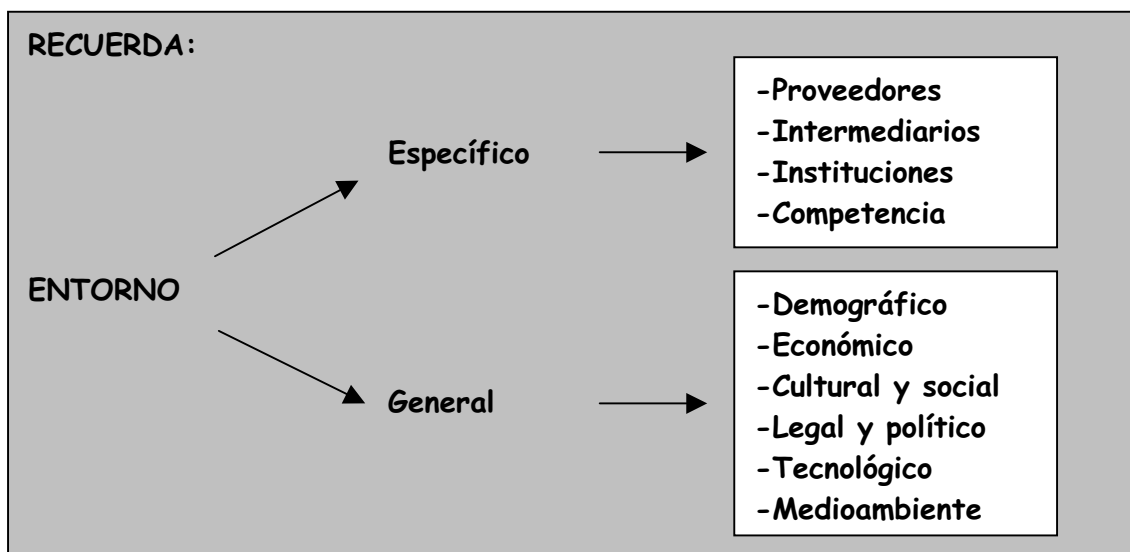 RECUERDA:
Específico
-Proveedores
-Intermediarios
-Instituciones
-Competencia
ENTORNO
General
-Demográfico
-Económico
-Cultural y social
-Legal y político
-Tecnológico
-Medioambiente